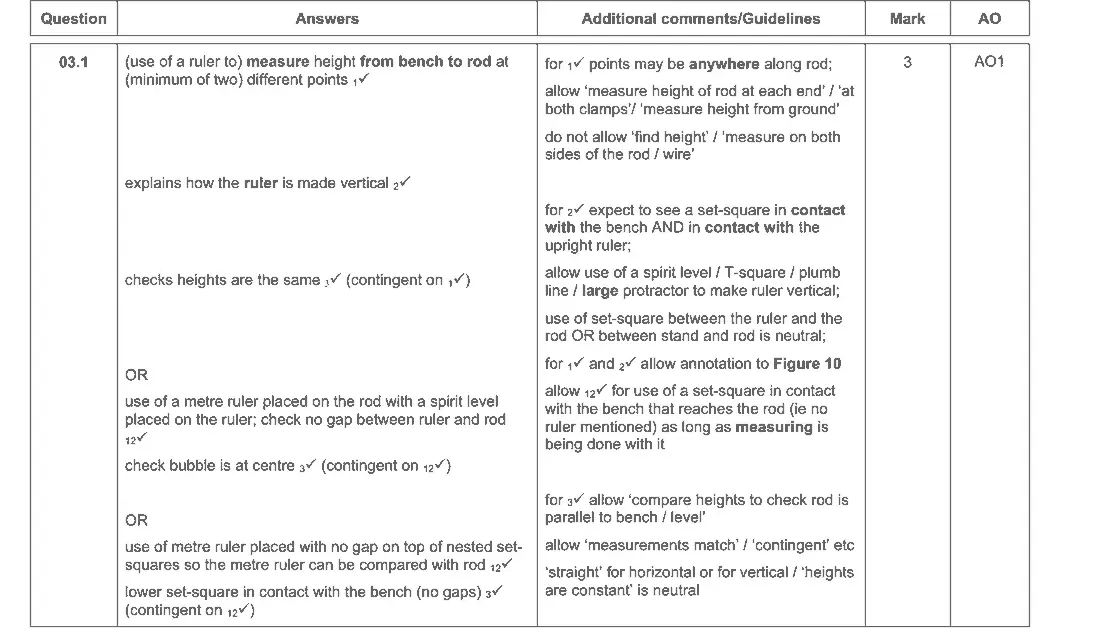 Question Answers Additional comments/Guidelines Mark AO
03.1 (use of a ruler to) measure height from bench to rod at
(minimum of two) different points ₁✓
explains how the ruler is made vertical ₂✓
checks heights are the same ₃✓ (contingent on ₁✓)
OR
use of a metre ruler placed on the rod with a spirit level
placed on the ruler; check no gap between ruler and rod
₁₂✓
check bubble is at centre ₃✓ (contingent on ₁₂✓)
OR
use of metre ruler placed with no gap on top of nested set-
squares so the metre ruler can be compared with rod ₁₂✓
lower set-square in contact with the bench (no gaps) ₃✓
(contingent on ₁₂✓)
for ₁✓ points may be anywhere along rod;
allow ‘measure height of rod at each end’ / ‘at
both clamps’/ ‘measure height from ground’
do not allow ‘find height’ / ‘measure on both
sides of the rod / wire’
for ₂✓ expect to see a set-square in contact
with the bench AND in contact with the
upright ruler;
allow use of a spirit level / T-square / plumb
line / large protractor to make ruler vertical;
use of set-square between the ruler and the
rod OR between stand and rod is neutral;
for ₁✓ and ₂✓ allow annotation to Figure 10
allow ₁₂✓ for use of a set-square in contact
with the bench that reaches the rod (ie no
ruler mentioned) as long as measuring is
being done with it
for ₃✓ allow ‘compare heights to check rod is
parallel to bench / level’
allow ‘measurements match’ / ‘contingent’ etc
‘straight’ for horizontal or for vertical / ‘heights
are constant’ is neutral
3
AO1